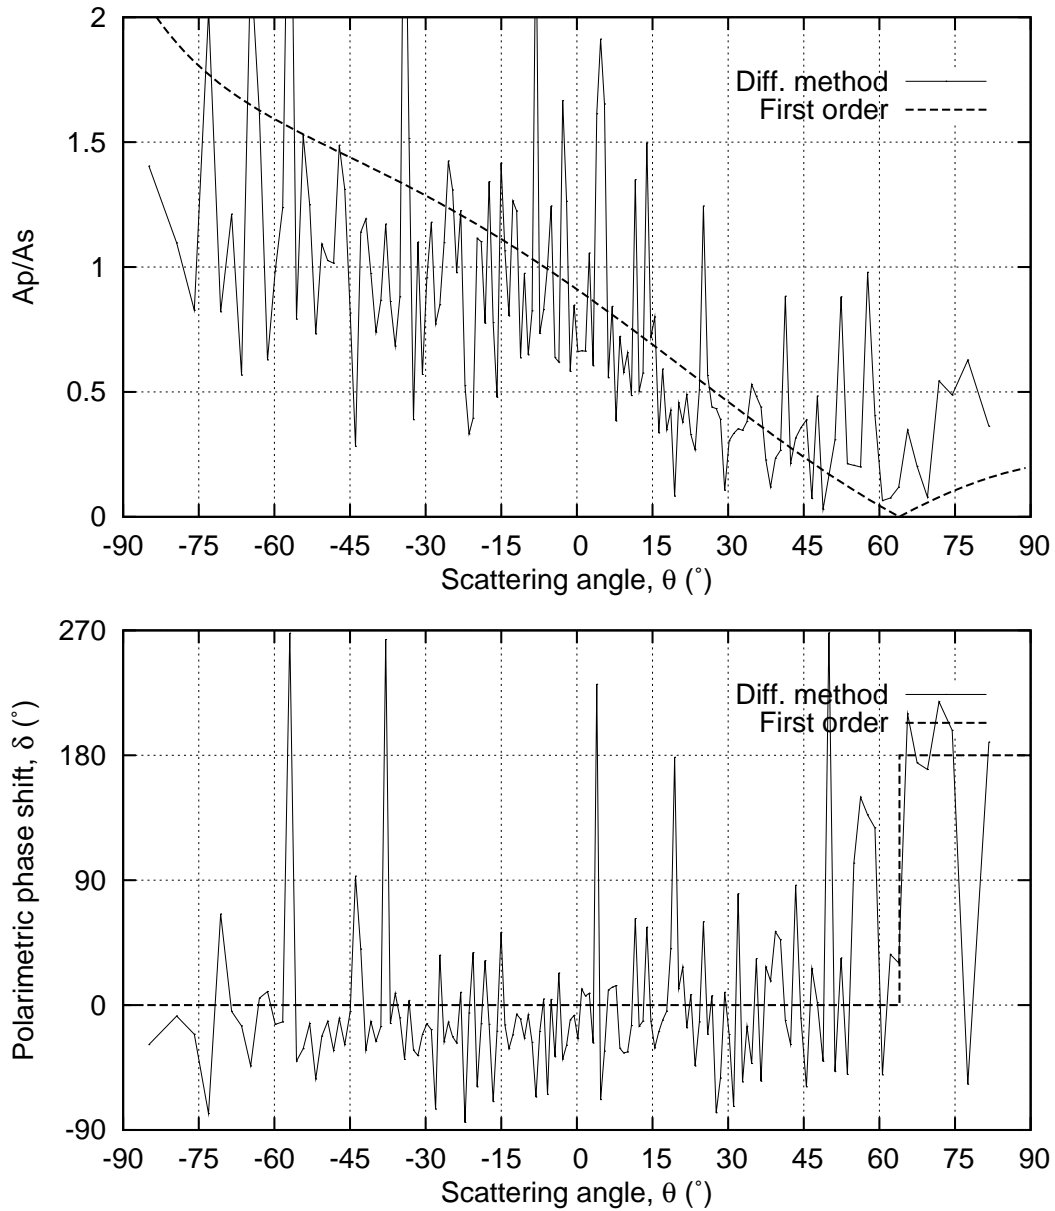 2
1.5
1
0.5
0
Ap/As
Diff. method
First order
-90 -75 -60 -45 -30 -15 0 15 30 45 60 75 90
Scattering angle, θ (°)
270
180
90
0
-90
Polarimetric phase shift, δ (°)
Diff. method
First order
-90 -75 -60 -45 -30 -15 0 15 30 45 60 75 90
Scattering angle, θ (°)